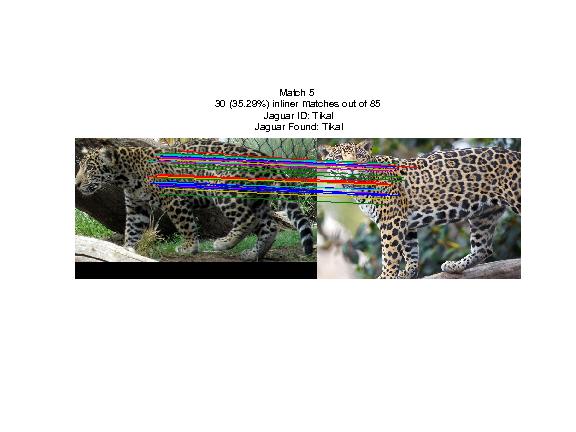 Match 5
30 (35.29%) inliner matches out of 85
Jaguar ID: Tikal
Jaguar Found: Tikal